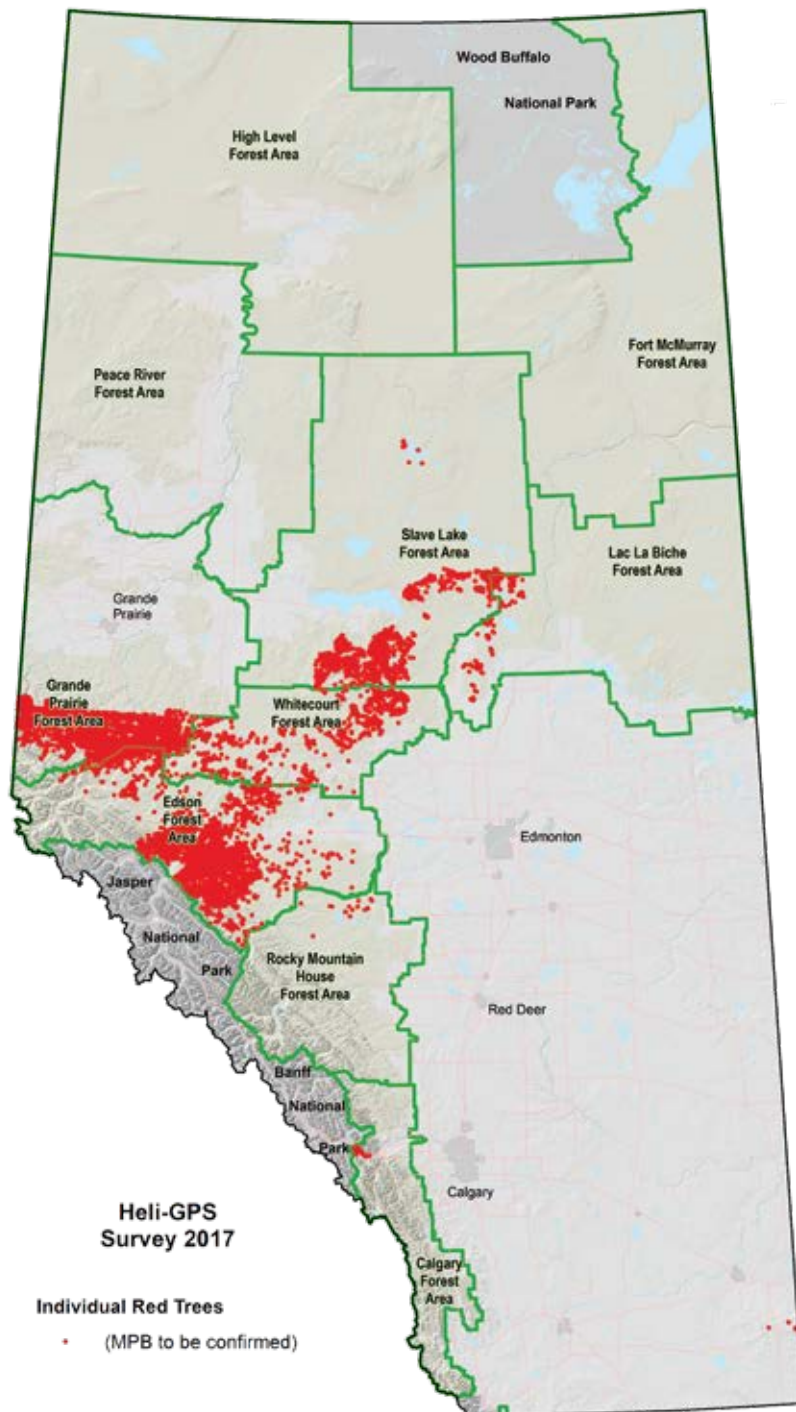 Wood Buffalo
National Park
High Level
Forest Area
Fort McMurray
Forest Area
Peace River
Forest Area
Slave Lake
Forest Area
Lac La Biche
Forest Area
Grande
Prairie
Grande
Prairie
Forest Area
Whitecourt
Forest Area
Edson
Forest
Area
Edmonton
Jasper
National
Park
Rocky Mountain
House
Forest Area
Red Deer
Banff
National
Park
Calgary
Heli-GPS
Survey 2017
Calgary
Forest
Area
Individual Red Trees
(MPB to be confirmed)